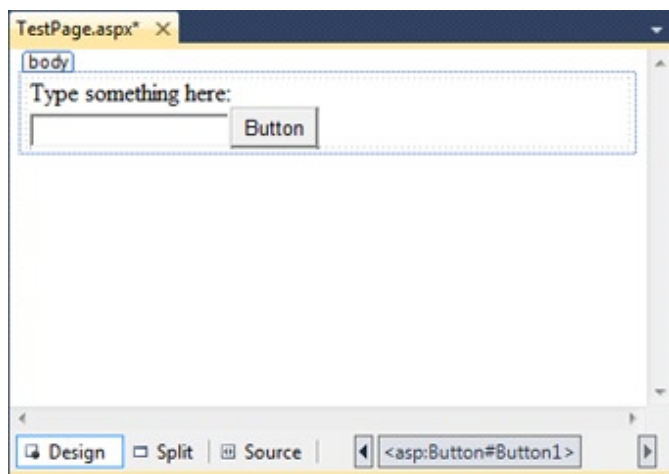 TestPage.aspx*
body
Type something here:
Button
Design Split Source <asp:Button#Button1>